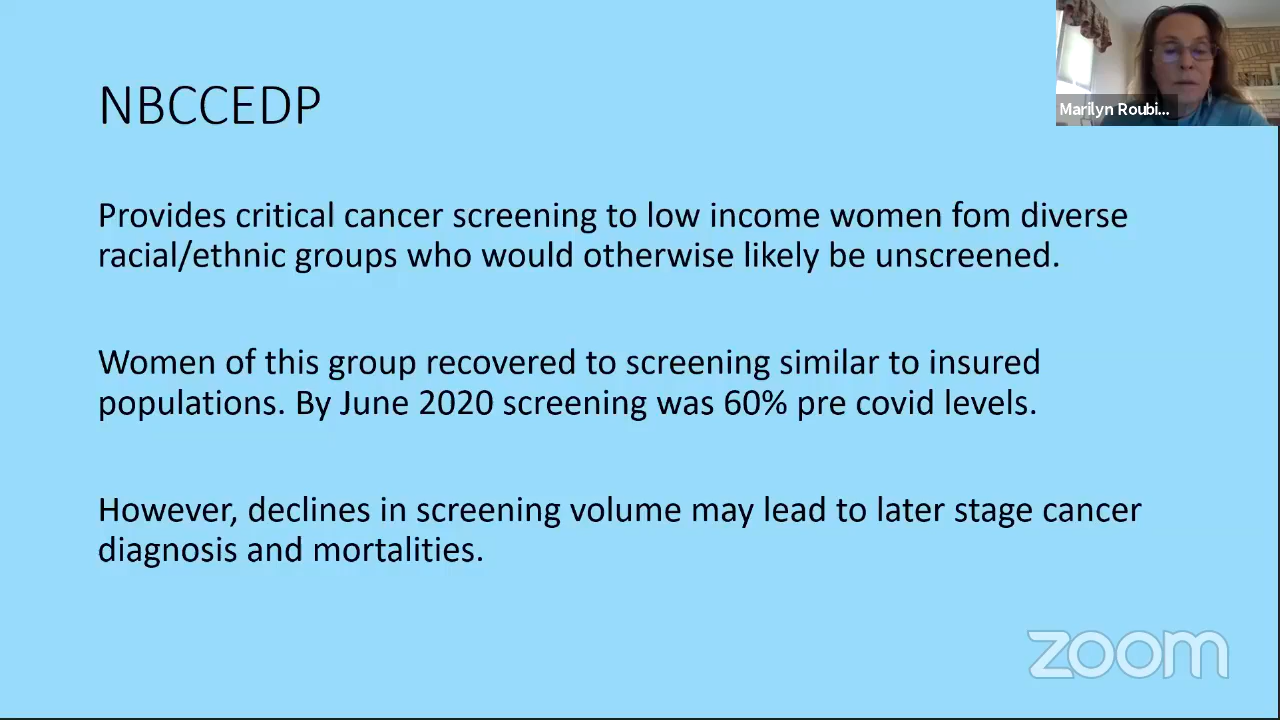 NBCCEDP
Marilyn Roubi...
Provides critical cancer screening to low income women fom diverse
racial/ethnic groups who would otherwise likely be unscreened.
Women of this group recovered to screening similar to insured
populations. By June 2020 screening was 60% pre covid levels.
However, declines in screening volume may lead to later stage cancer
diagnosis and mortalities.
zoom